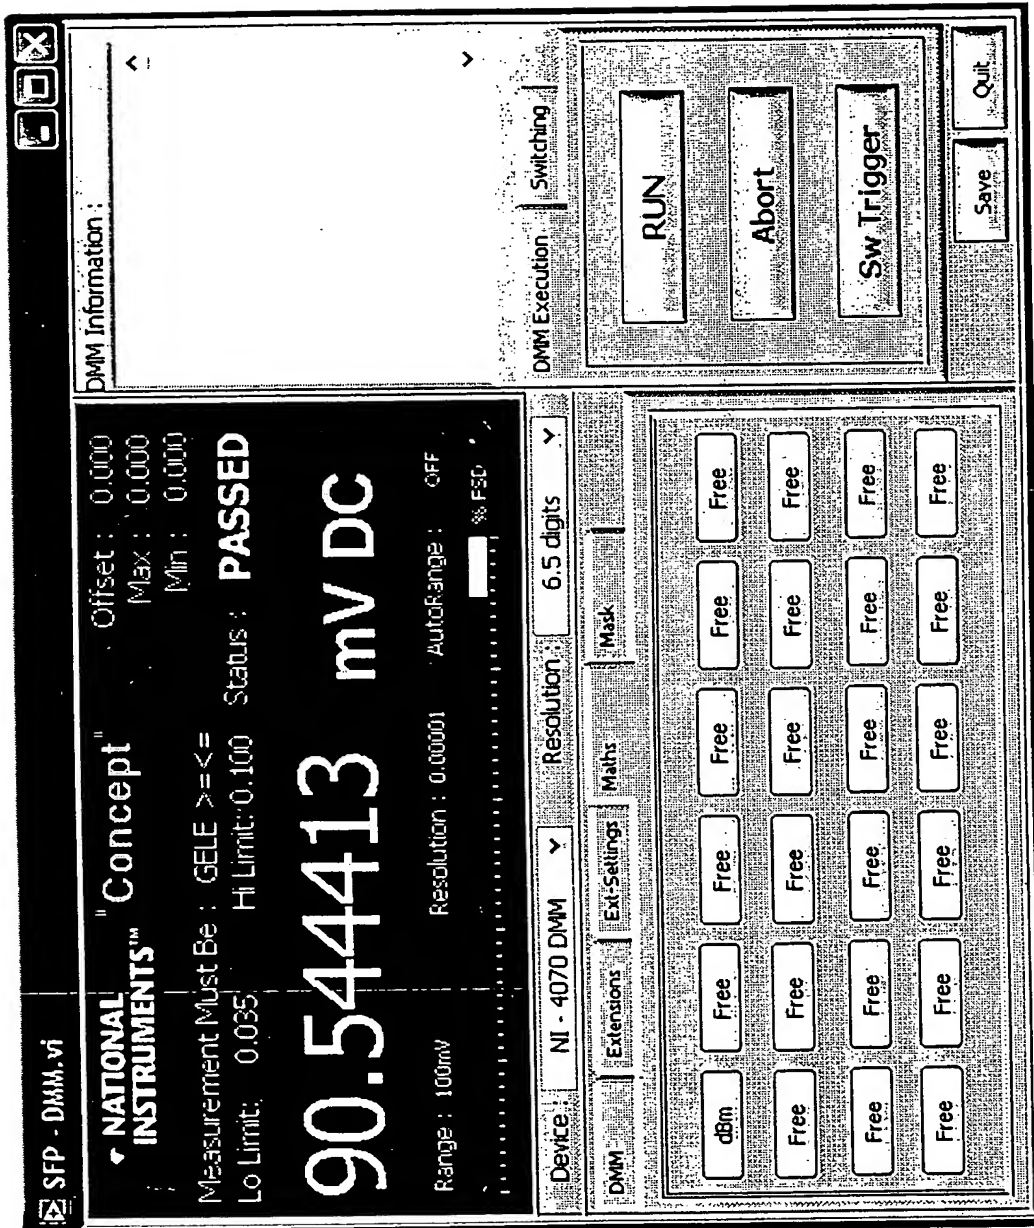 SFP - DMM.vi
NATIONAL INSTRUMENTS™ "Concept"
Offset : 0.000
Max : 0.000
Min : 0.000
Measurement Must Be : GELE >=<=
Lo Limit: 0.035 Hi Limit: 0.100 Status : PASSED
90.544413 mV DC
Range : 100mV Resolution : 0.00001 AutoRange : OFF
% FSD
Device : NI - 4070 DMM Resolution : 6.5 digits
DMM Extensions Ext-Settings Maths Mask
dBm Free Free Free Free Free
Free Free Free Free Free Free
Free Free Free Free Free Free
Free Free Free Free Free Free
DMM Information :
DMM Execution Switching
RUN
Abort
Sw Trigger
Save Quit